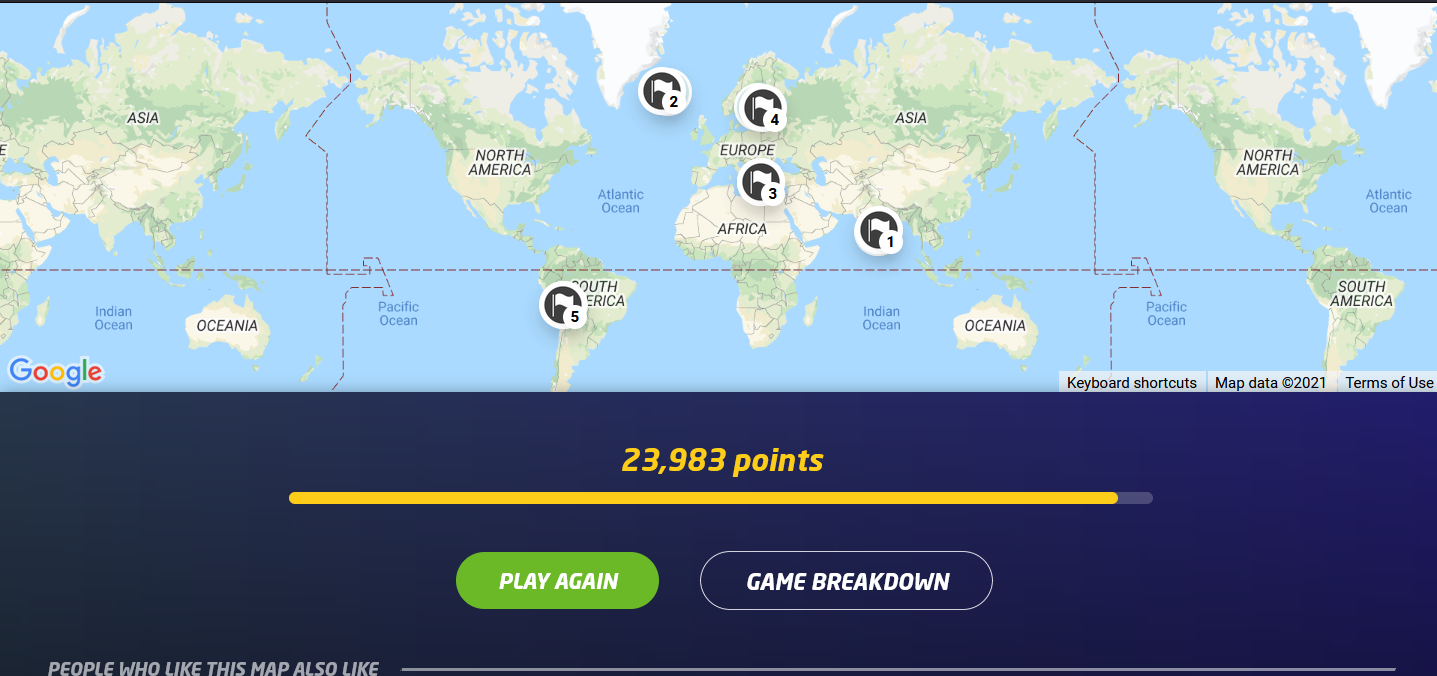 2
4
ASIA
ASIA
E
EUROPE
NORTH
AMERICA
NORTH
AMERICA
3
Atlantic
Ocean
Atlantic
Ocean
AFRICA
1
SOUTH
AMERICA
SOUTH
AMERICA
5
Indian
Ocean
Pacific
Ocean
Indian
Ocean
Pacific
Ocean
OCEANIA
OCEANIA
Google
Keyboard shortcuts
Map data ©2021
Terms of Use
23,983 points
PLAY AGAIN
GAME BREAKDOWN
PEOPLE WHO LIKE THIS MAP ALSO LIKE